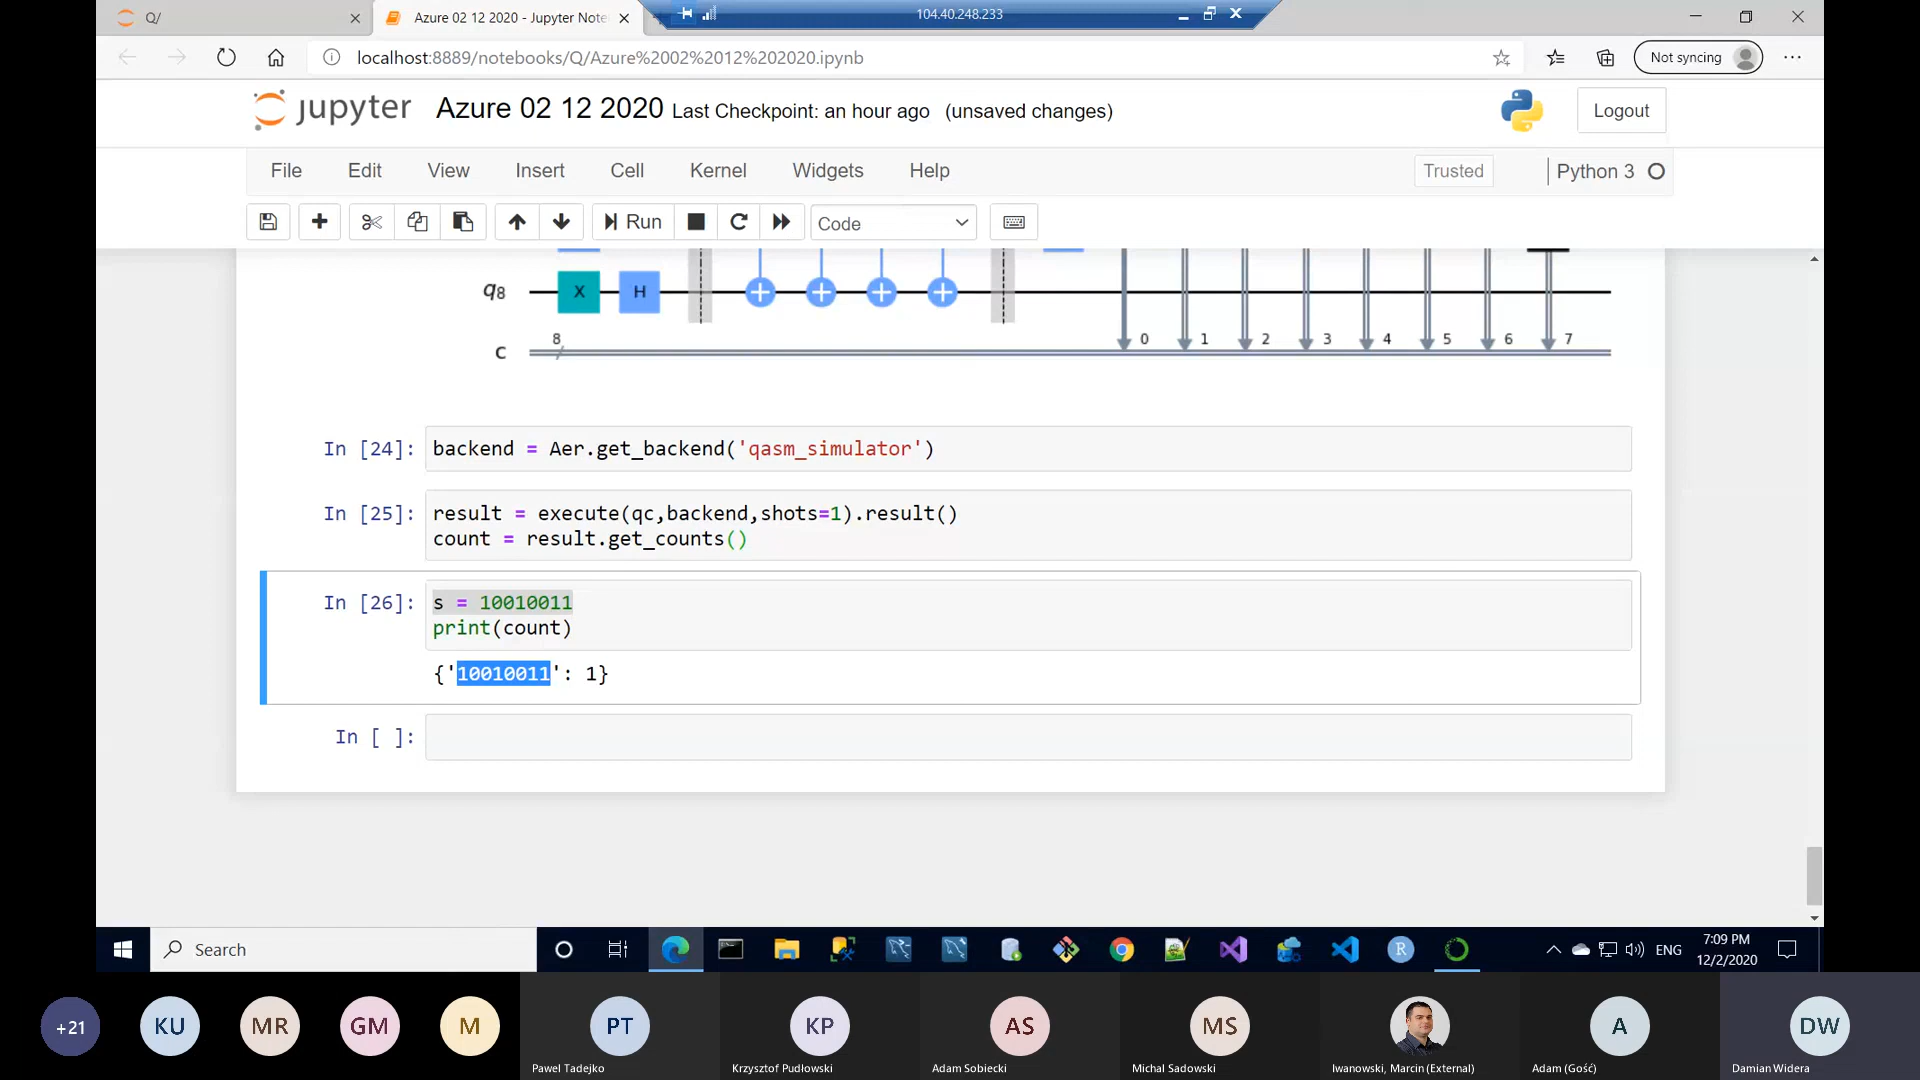 Q/
Azure 02 12 2020 - Jupyter Note
104.40.248.233
localhost:8889/notebooks/Q/Azure%2002%2012%202020.ipynb
Not syncing
jupyter Azure 02 12 2020 Last Checkpoint: an hour ago (unsaved changes)
Logout
File Edit View Insert Cell Kernel Widgets Help
Trusted
Python 3
Run
Code
q8 X H
8
c
0 1 2 3 4 5 6 7
In [24]: backend = Aer.get_backend('qasm_simulator')
In [25]: result = execute(qc,backend,shots=1).result()
count = result.get_counts()
In [26]: s = 10010011
print(count)
{'10010011': 1}
In [ ]:
Search
R
ENG
7:09 PM
12/2/2020
+21 KU MR GM M PT KP AS MS A DW
Pawel Tadejko
Krzysztof Pudłowski
Adam Sobiecki
Michal Sadowski
Iwanowski, Marcin (External)
Adam (Gość)
Damian Widera